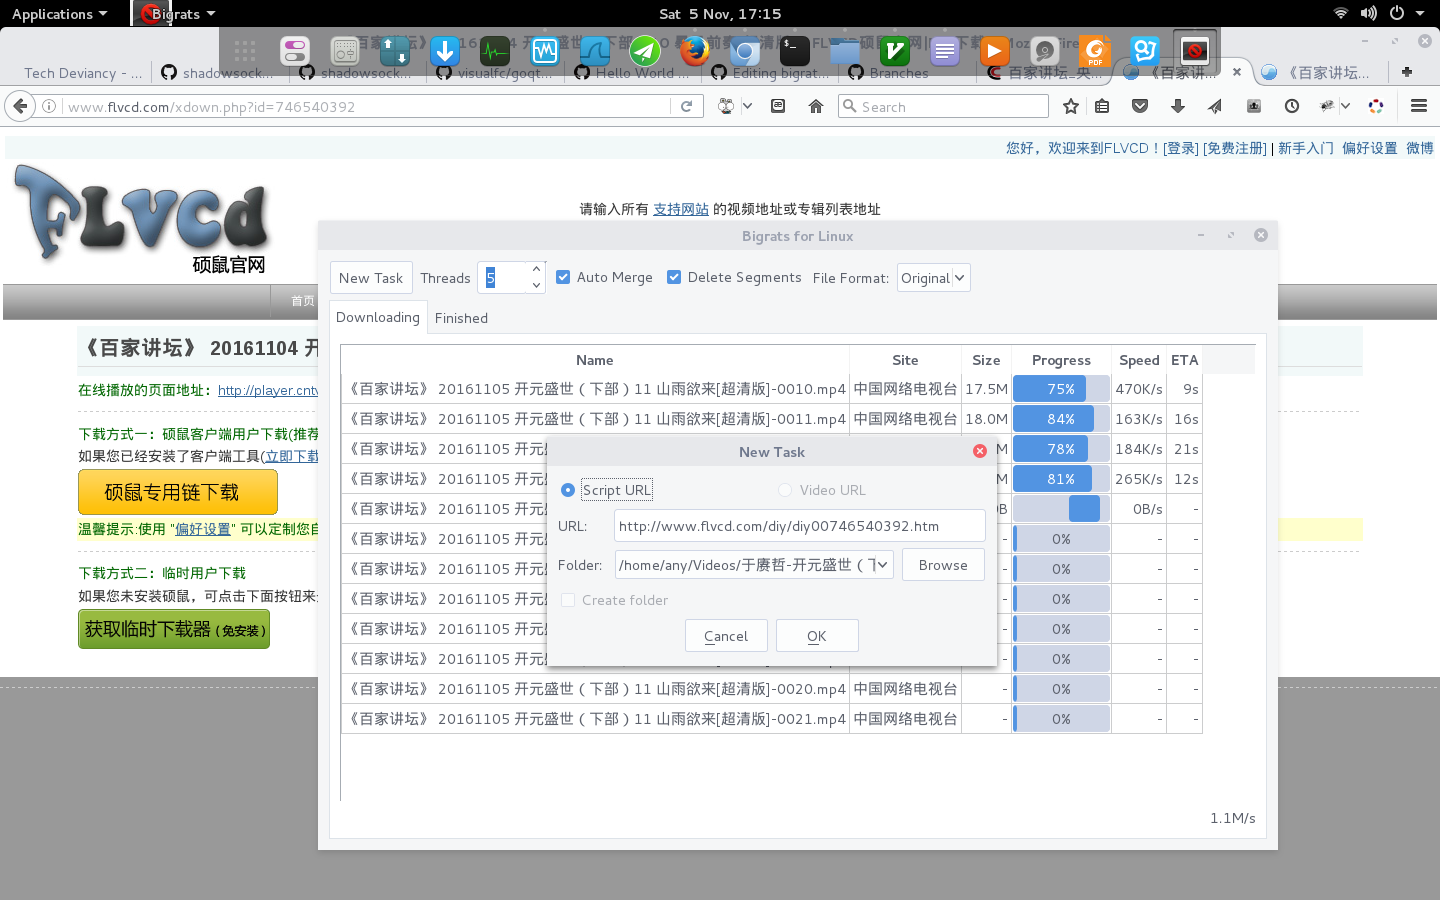 Applications
Bigrats
Sat 5 Nov, 17:15
Tech Deviancy - ...
shadowsock...
shadowsock...
visualfc/goqt...
Hello World ...
Editing bigrat...
Branches
百家讲坛_央...
《百家讲...
《百家讲坛...
www.flvcd.com/xdown.php?id=746540392
Search
您好，欢迎来到FLVCD！[登录] [免费注册] | 新手入门 偏好设置 微博
FLVCD
硕鼠官网
请输入所有 支持网站 的视频地址或专辑列表地址
首页
《百家讲坛》 20161104 开
在线播放的页面地址：http://player.cntv
下载方式一：硕鼠客户端用户下载(推荐
如果您已经安装了客户端工具(立即下载
硕鼠专用链下载
温馨提示:使用 "偏好设置" 可以定制您自
下载方式二：临时用户下载
如果您未安装硕鼠，可点击下面按钮来
获取临时下载器 ( 免安装 )
Bigrats for Linux
New Task
Threads
5
Auto Merge
Delete Segments
File Format:
Original
Downloading
Finished
Name Site Size Progress Speed ETA
《百家讲坛》 20161105 开元盛世（下部）11 山雨欲来[超清版]-0010.mp4 中国网络电视台 17.5M 75% 470K/s 9s
《百家讲坛》 20161105 开元盛世（下部）11 山雨欲来[超清版]-0011.mp4 中国网络电视台 18.0M 84% 163K/s 16s
《百家讲坛》 20161105 开元 M 78% 184K/s 21s
《百家讲坛》 20161105 开元 M 81% 265K/s 12s
《百家讲坛》 20161105 开元 B 0B/s -
《百家讲坛》 20161105 开元 - 0% - -
《百家讲坛》 20161105 开元 - 0% - -
《百家讲坛》 20161105 开元 - 0% - -
《百家讲坛》 20161105 开元 - 0% - -
《百家讲坛》 20161105 开元 - 0% - -
《百家讲坛》 20161105 开元盛世（下部）11 山雨欲来[超清版]-0020.mp4 中国网络电视台 - 0% - -
《百家讲坛》 20161105 开元盛世（下部）11 山雨欲来[超清版]-0021.mp4 中国网络电视台 - 0% - -
1.1M/s
New Task
Script URL
Video URL
URL:
http://www.flvcd.com/diy/diy00746540392.htm
Folder:
/home/any/Videos/于赓哲-开元盛世（下
Browse
Create folder
Cancel
OK